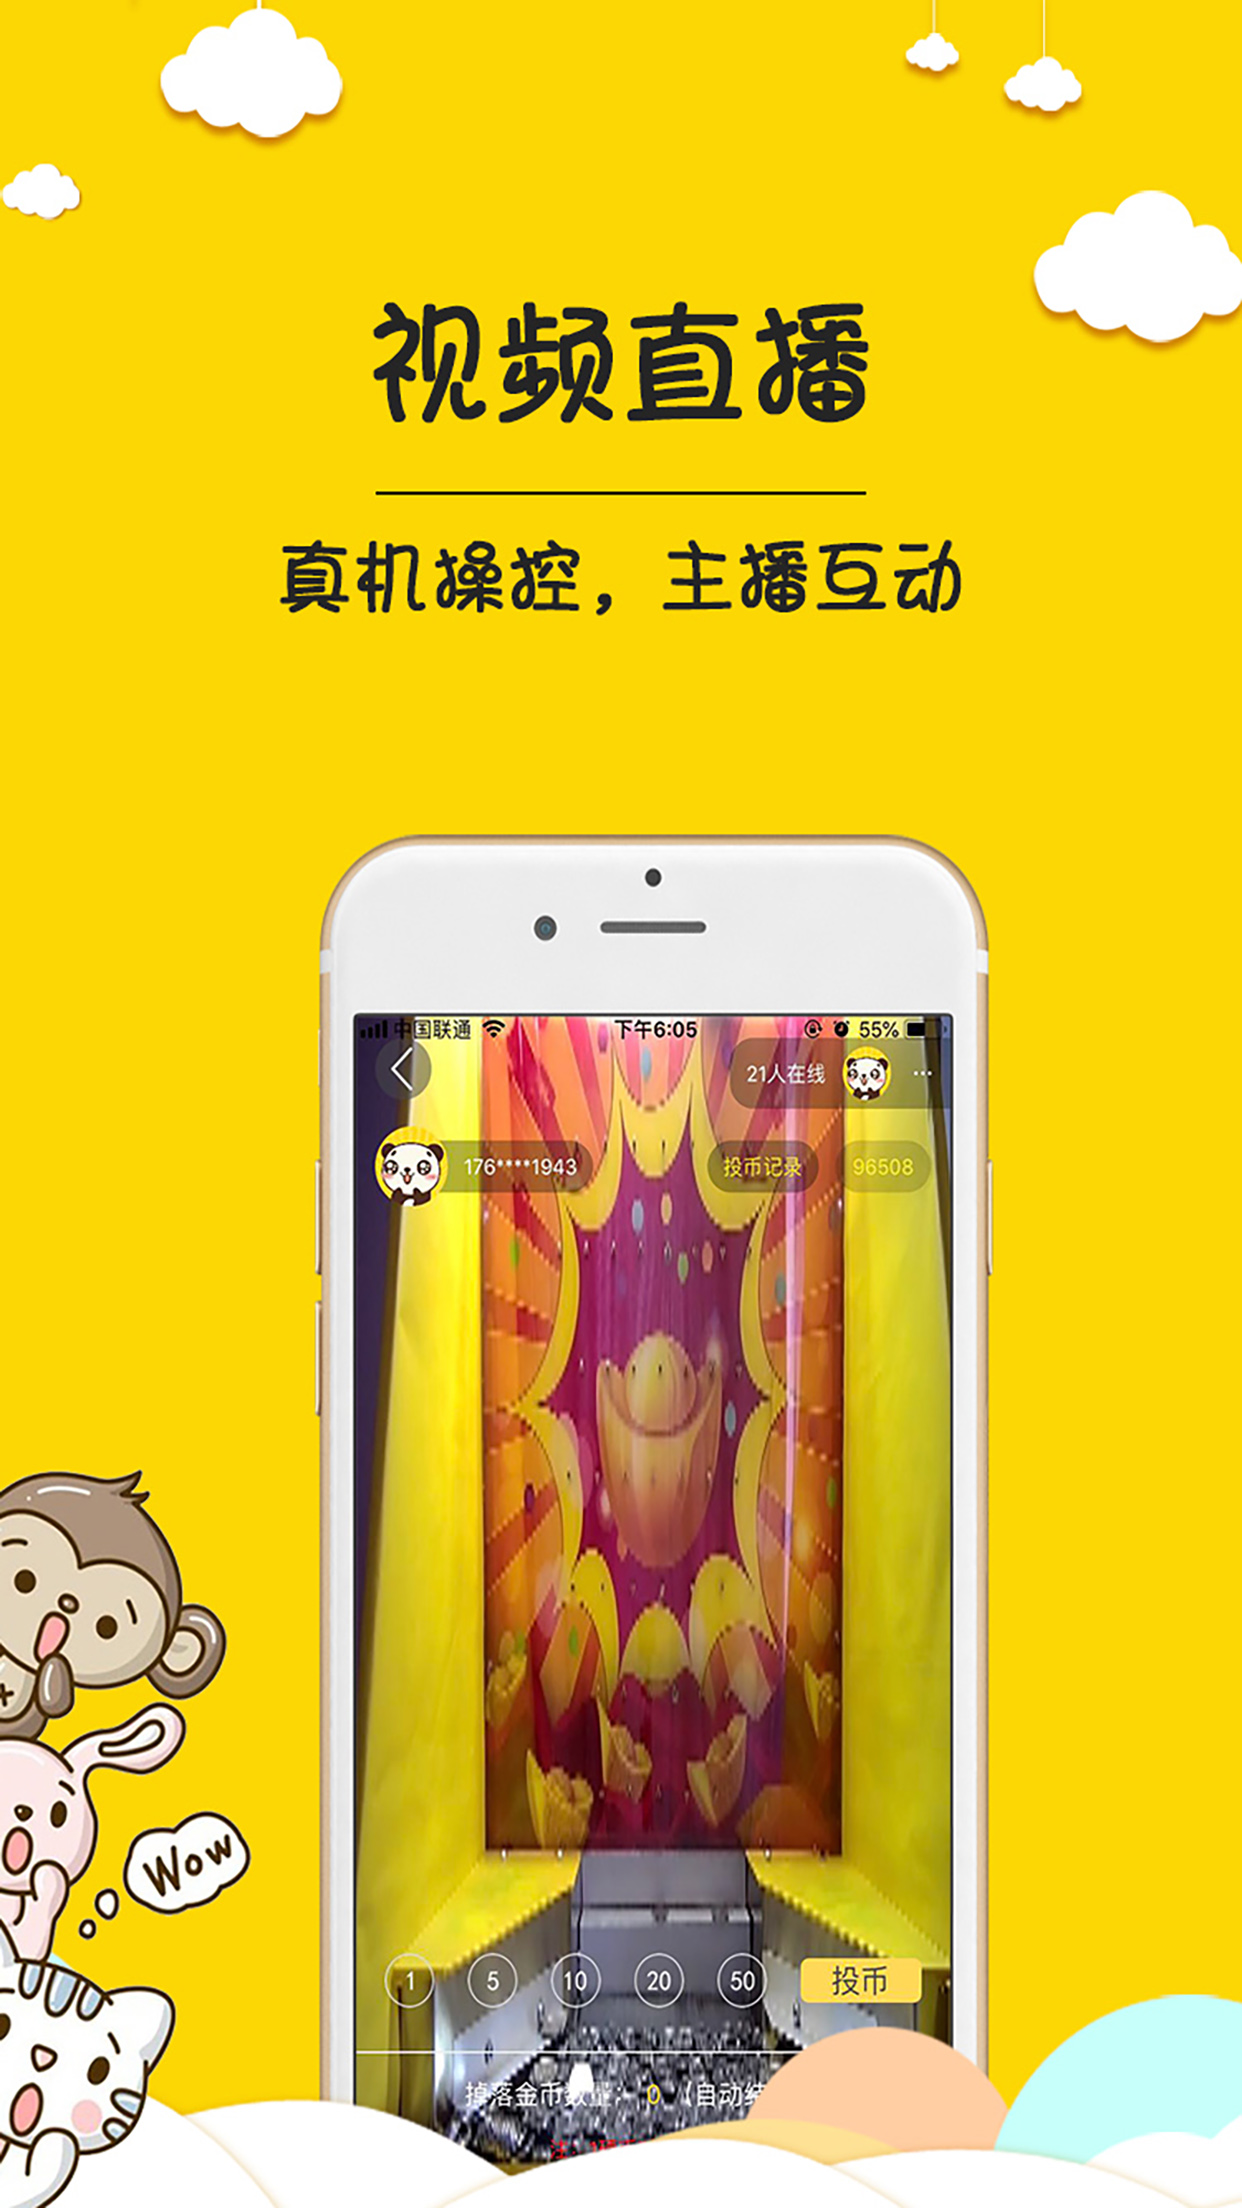 视频直播
真机操控，主播互动
中国联通 下午6:05 55%
21人在线 ...
176****1943 投币记录 96508
1 5 10 20 50 投币
掉落金币数量： 0 （自动结
注：
Wow